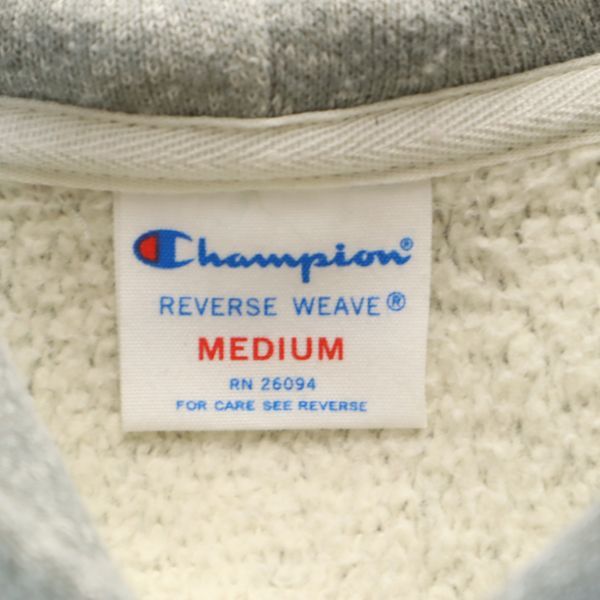 Champion®
REVERSE WEAVE®
MEDIUM
RN 26094
FOR CARE SEE REVERSE